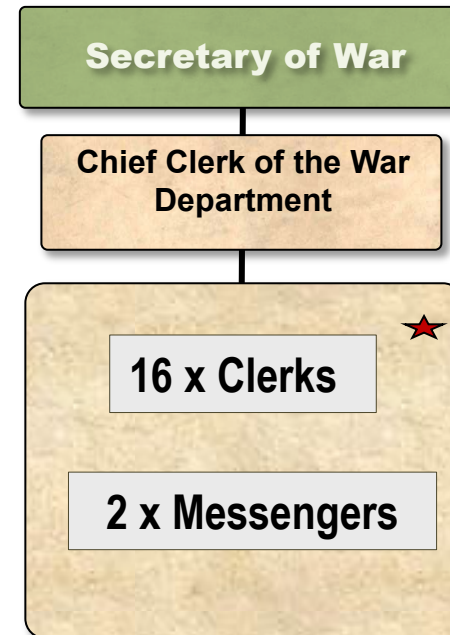 Secretary of War
Chief Clerk of the War
Department
16 x Clerks
2 x Messengers